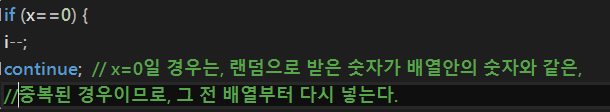 if (x==0) {
i--;
continue; // x=0일 경우는, 랜덤으로 받은 숫자가 배열안의 숫자와 같은,
//중복된 경우이므로, 그 전 배열부터 다시 넣는다.